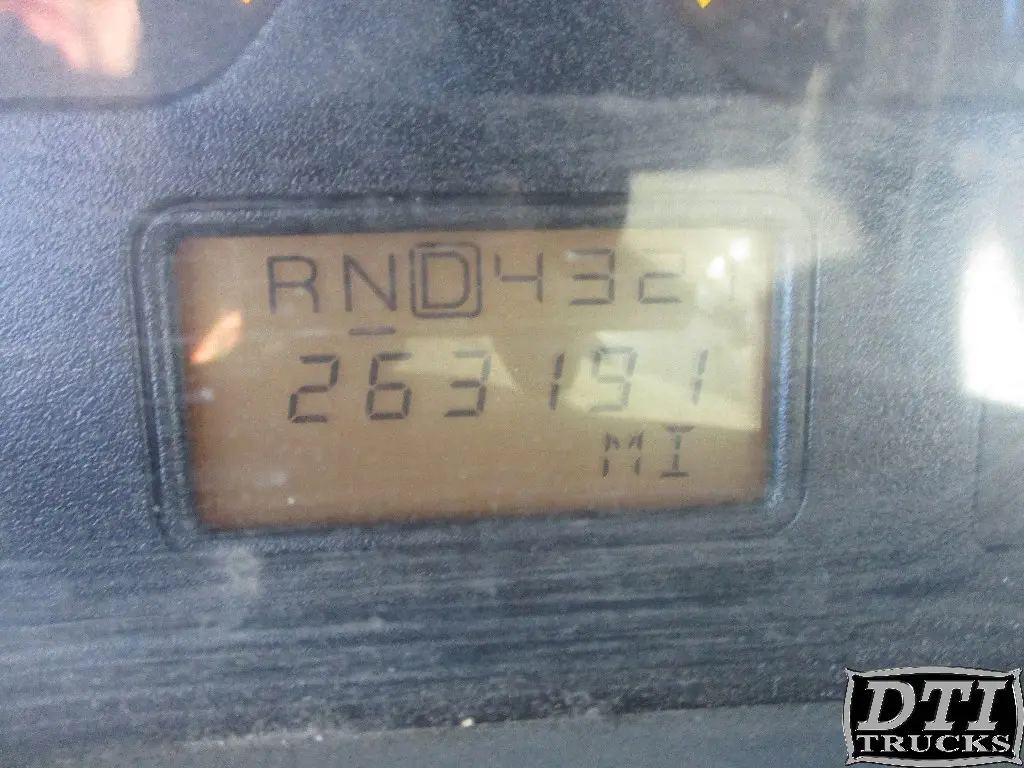 RND4321
263191
MI
DTI
TRUCKS